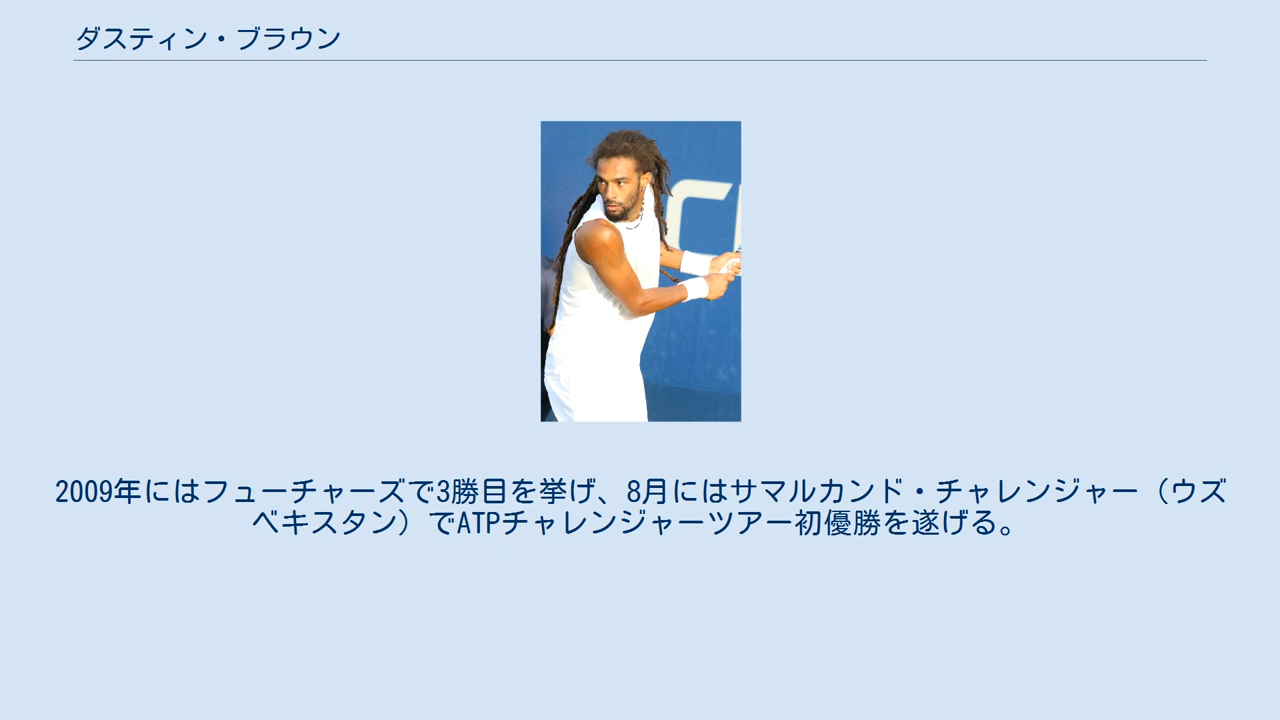 ダスティン・ブラウン
2009年にはフューチャーズで3勝目を挙げ、8月にはサマルカンド・チャレンジャー（ウズ
ベキスタン）でATPチャレンジャーツアー初優勝を遂げる。